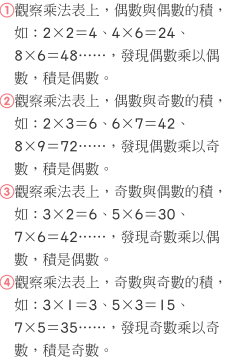 ①觀察乘法表上，偶數與偶數的積，
如：2×2＝4、4×6＝24、
8×6＝48⋯⋯，發現偶數乘以偶
數，積是偶數。
②觀察乘法表上，偶數與奇數的積，
如：2×3＝6、6×7＝42、
8×9＝72⋯⋯，發現偶數乘以奇
數，積是偶數。
③觀察乘法表上，奇數與偶數的積，
如：3×2＝6、5×6＝30、
7×6＝42⋯⋯，發現奇數乘以偶
數，積是偶數。
④觀察乘法表上，奇數與奇數的積，
如：3×1＝3、5×3＝15、
7×5＝35⋯⋯，發現奇數乘以奇
數，積是奇數。